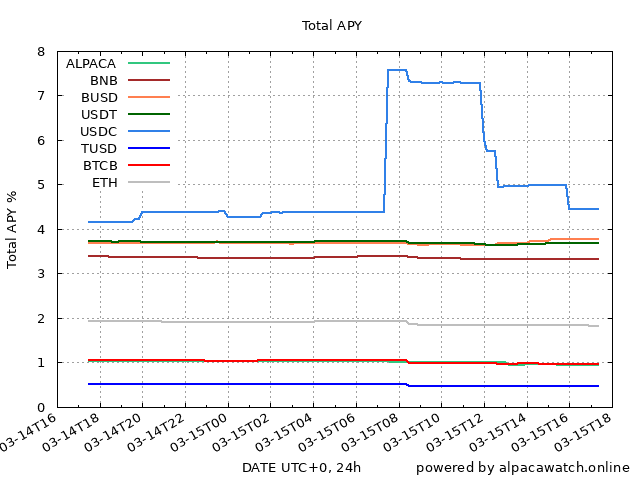 Total APY
Total APY %
8
7
6
5
4
3
2
1
0
ALPACA
BNB
BUSD
USDT
USDC
TUSD
BTCB
ETH
03-14T16
03-14T18
03-14T20
03-14T22
03-15T00
03-15T02
03-15T04
03-15T06
03-15T08
03-15T10
03-15T12
03-15T14
03-15T16
03-15T18
DATE UTC+0, 24h
powered by alpacawatch.online